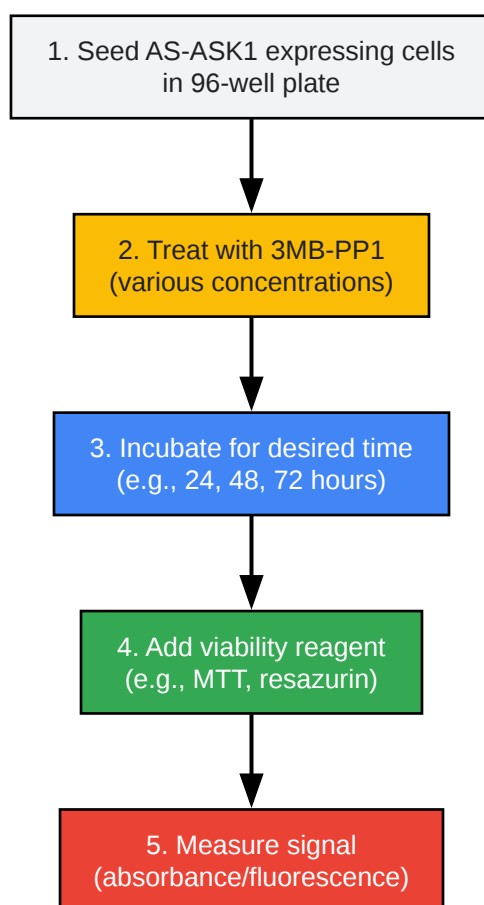 1. Seed AS-ASK1 expressing cells
in 96-well plate
2. Treat with 3MB-PP1
(various concentrations)
3. Incubate for desired time
(e.g., 24, 48, 72 hours)
4. Add viability reagent
(e.g., MTT, resazurin)
5. Measure signal
(absorbance/fluorescence)